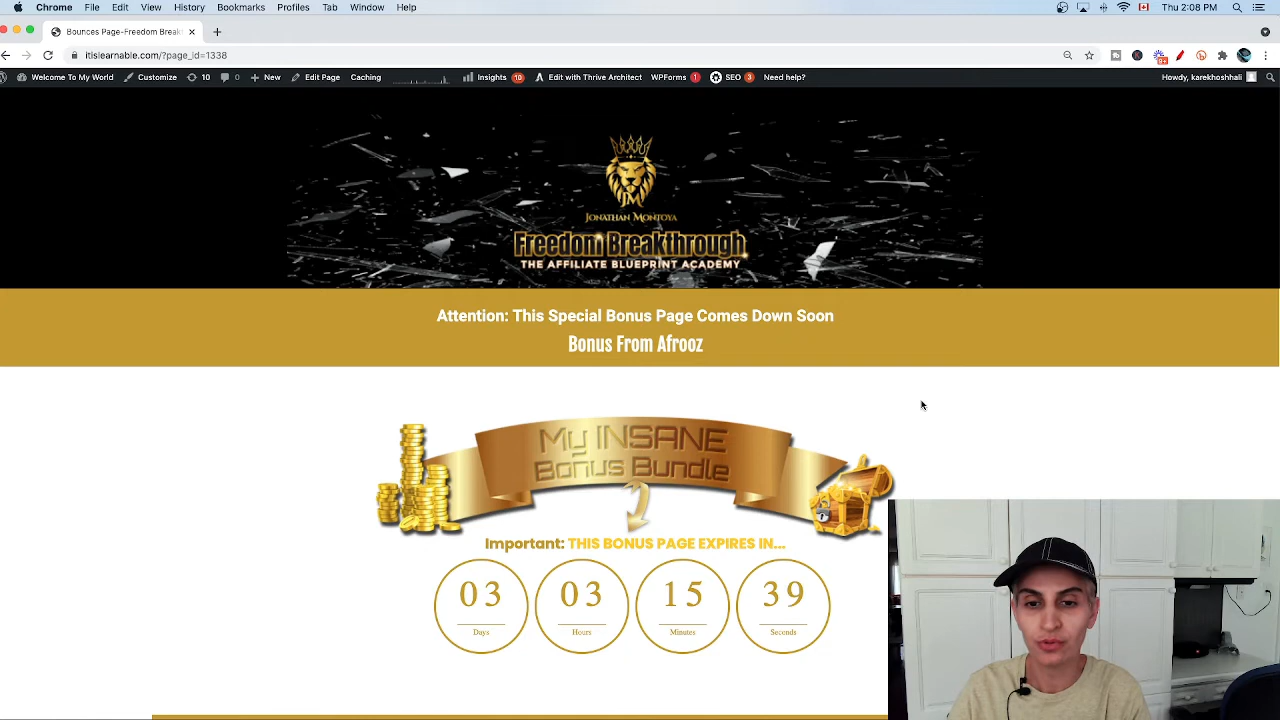 Chrome File Edit View History Bookmarks Profiles Tab Window Help
Thu 2:08 PM
Bounces Page-Freedom Break
itislearnable.com/?page_id=1338
Welcome To My World Customize 10 0 New Edit Page Caching Insights 10 Edit with Thrive Architect WPForms 1 SEO 3 Need help?
Howdy, karekhoshhali
JM
JONATHAN MONTOYA
Freedom Breakthrough
THE AFFILIATE BLUEPRINT ACADEMY
Attention: This Special Bonus Page Comes Down Soon
Bonus From Afrooz
My INSANE
Bonus Bundle
Important: THIS BONUS PAGE EXPIRES IN...
03 03 15 39
Days Hours Minutes Seconds